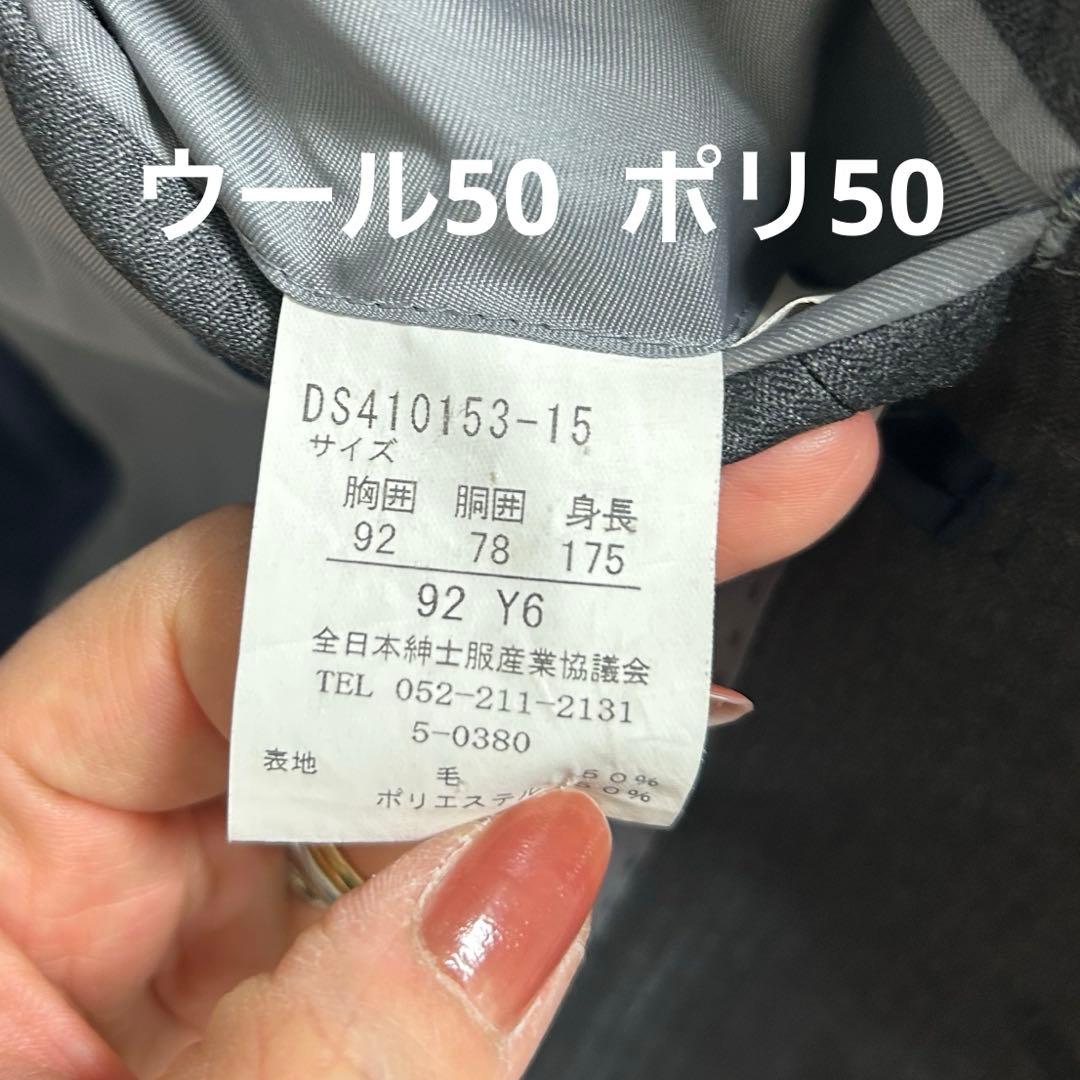 ウール50 ポリ50
DS410153-15
サイズ
胸囲 胴囲 身長
92 78 175
92 Y6
全日本紳士服産業協議会
TEL 052-211-2131
5-0380
表地 毛 50%
ポリエステル 50%